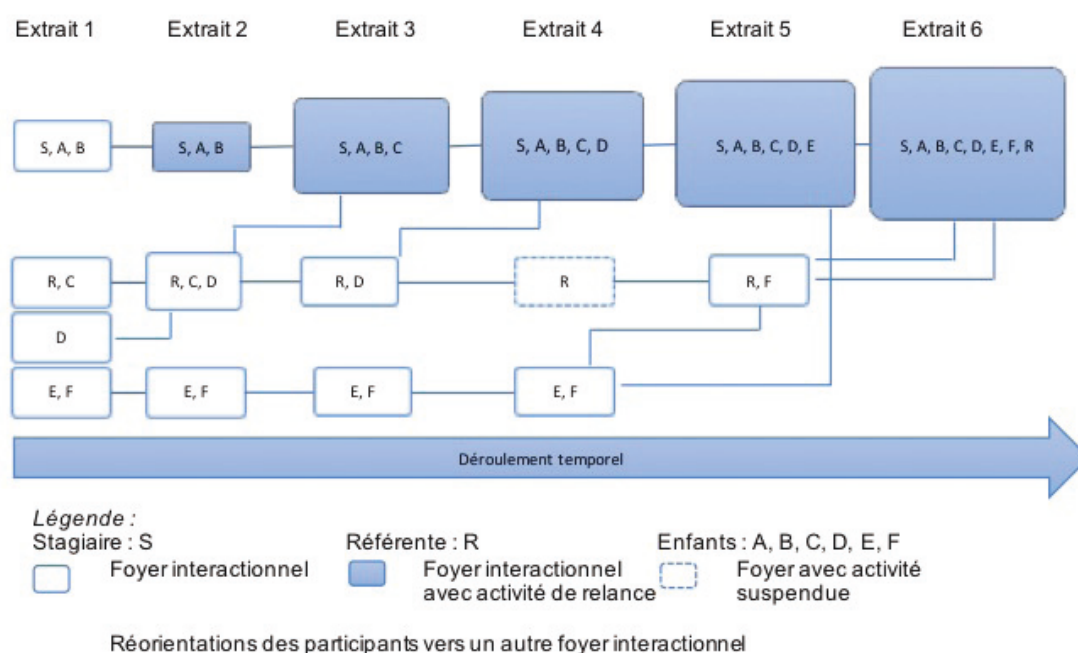 Extrait 1 Extrait 2 Extrait 3 Extrait 4 Extrait 5 Extrait 6
S, A, B S, A, B S, A, B, C S, A, B, C, D S, A, B, C, D, E S, A, B, C, D, E, F, R
R, C R, C, D R, D R R, F
D
E, F E, F E, F E, F
Déroulement temporel
Légende :
Stagiaire : S Référente : R Enfants : A, B, C, D, E, F
Foyer interactionnel Foyer interactionnel Foyer avec activité
avec activité de relance suspendue
Réorientations des participants vers un autre foyer interactionnel